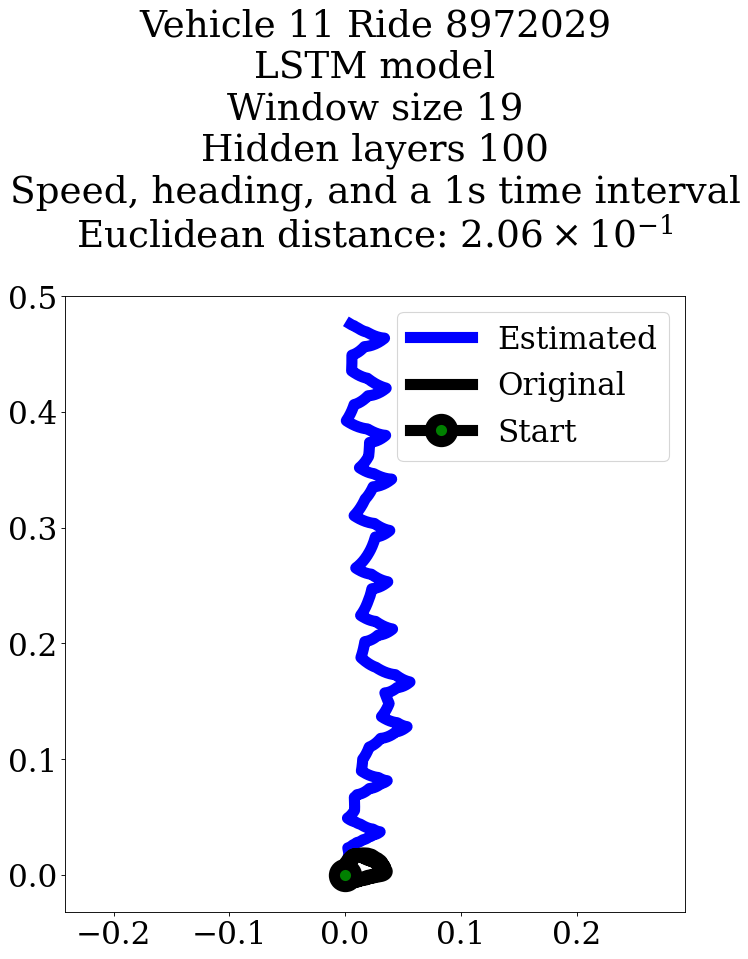 Vehicle 11 Ride 8972029
LSTM model
Window size 19
Hidden layers 100
Speed, heading, and a 1s time interval
Euclidean distance: 2.06 × 10⁻¹
0.5
Estimated
Original
Start
0.4
0.3
0.2
0.1
0.0
−0.2 −0.1 0.0 0.1 0.2